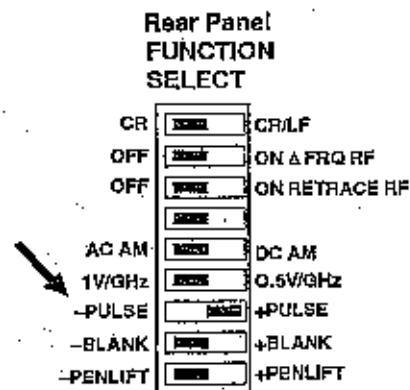 Rear Panel
FUNCTION
SELECT
CR CR/LF
OFF ON Δ FRQ RF
OFF ON RETRACE RF
AC AM DC AM
1V/GHz 0.5V/GHz
–PULSE +PULSE
–BLANK +BLANK
–PENLIFT +PENLIFT